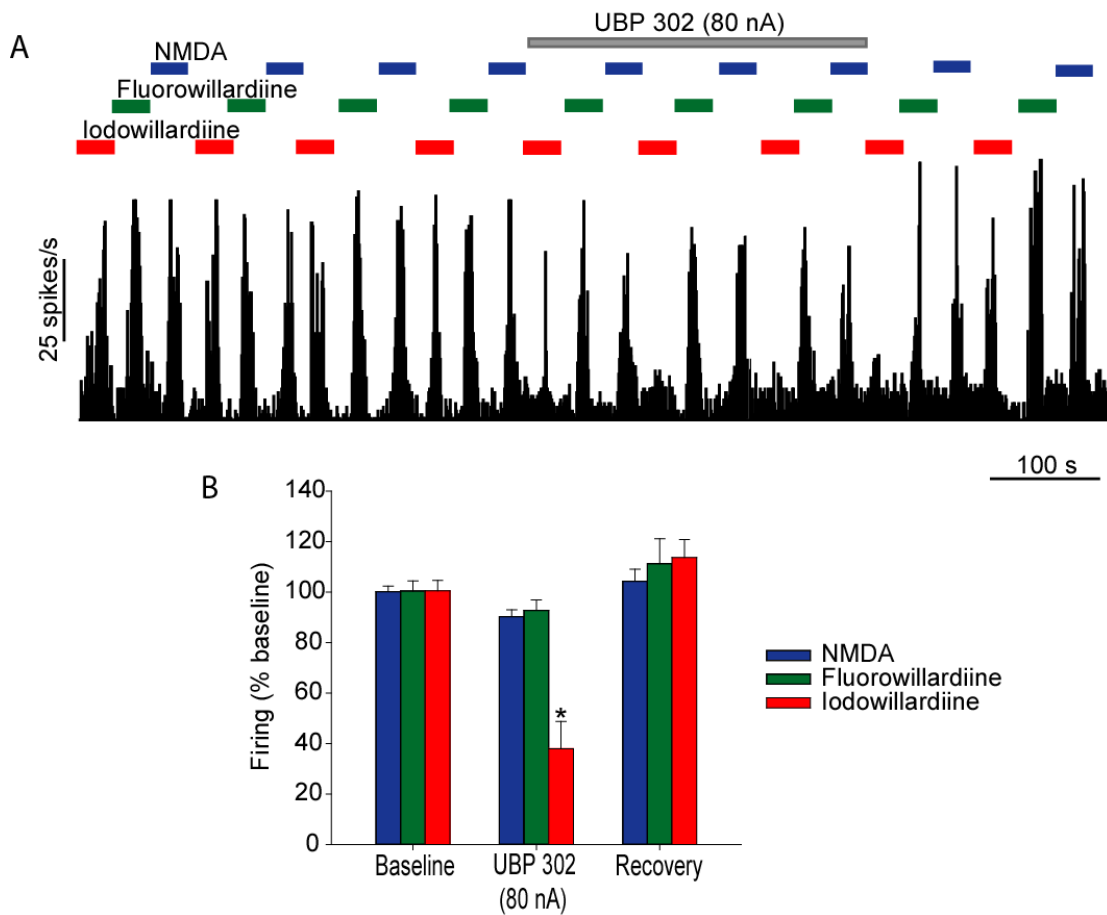 A
UBP 302 (80 nA)
NMDA
Fluorowillardiine
Iodowillardiine
25 spikes/s
100 s
B
Firing (% baseline)
140
120
100
80
60
40
20
0
*
Baseline
UBP 302
(80 nA)
Recovery
NMDA
Fluorowillardiine
Iodowillardiine